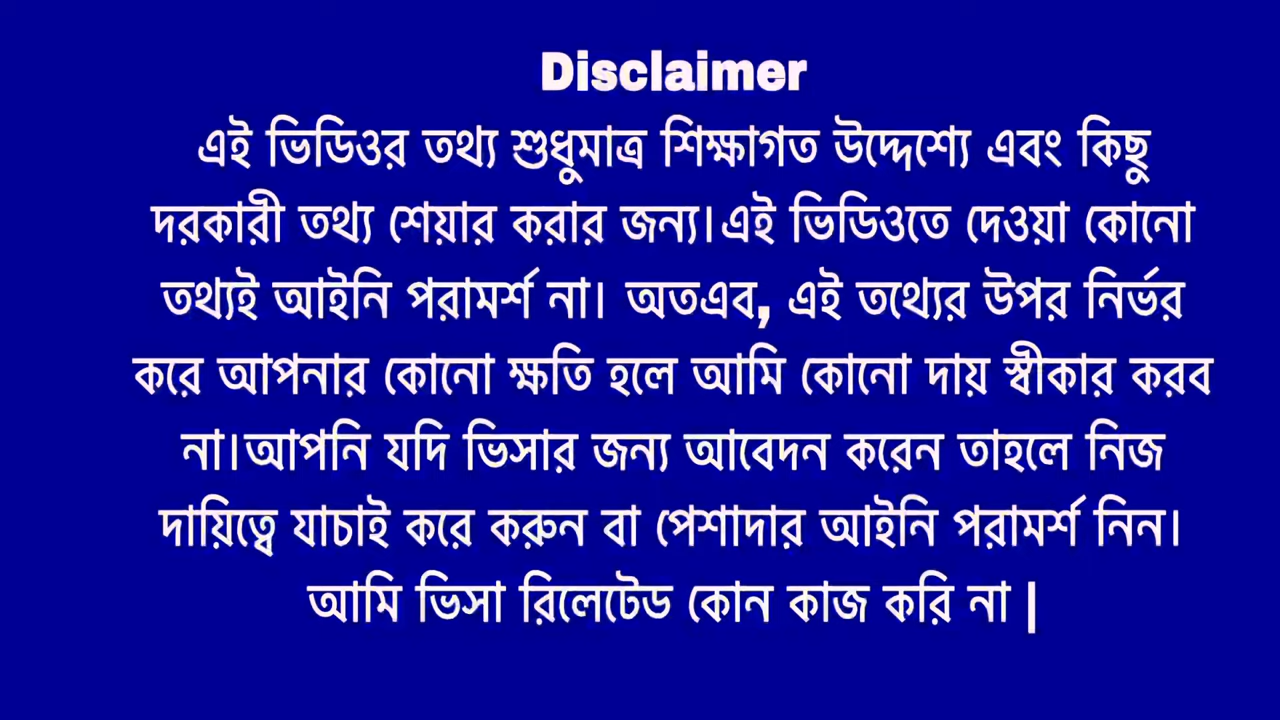 Disclaimer
এই ভিডিওর তথ্য শুধুমাত্র শিক্ষাগত উদ্দেশ্যে এবং কিছু
দরকারী তথ্য শেয়ার করার জন্য।এই ভিডিওতে দেওয়া কোনো
তথ্যই আইনি পরামর্শ না। অতএব, এই তথ্যের উপর নির্ভর
করে আপনার কোনো ক্ষতি হলে আমি কোনো দায় স্বীকার করব
না।আপনি যদি ভিসার জন্য আবেদন করেন তাহলে নিজ
দায়িত্বে যাচাই করে করুন বা পেশাদার আইনি পরামর্শ নিন।
আমি ভিসা রিলেটেড কোন কাজ করি না |